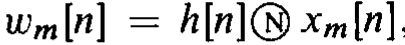 w_m[n] = h[n] Ⓝ x_m[n],